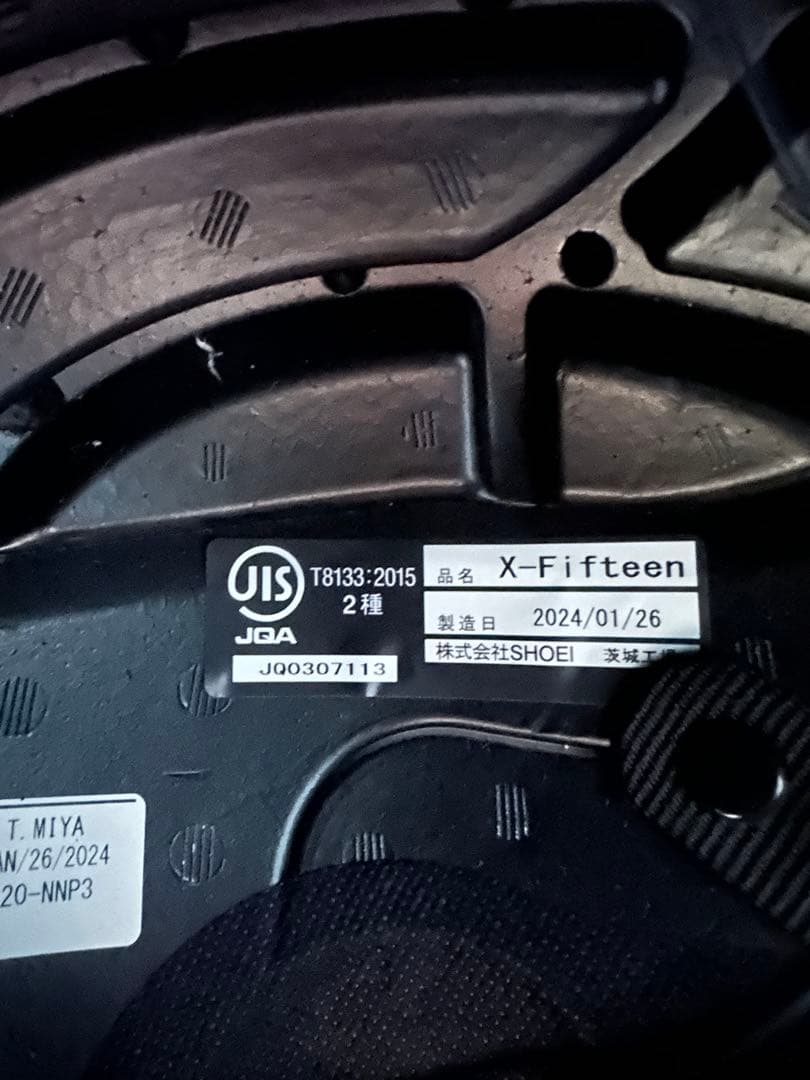 JIS
T8133:2015
2種
JQA
JQ0307113
品名 X-Fifteen
製造日 2024/01/26
株式会社SHOEI 茨城工場
T. MIYA
AN/26/2024
20-NNP3